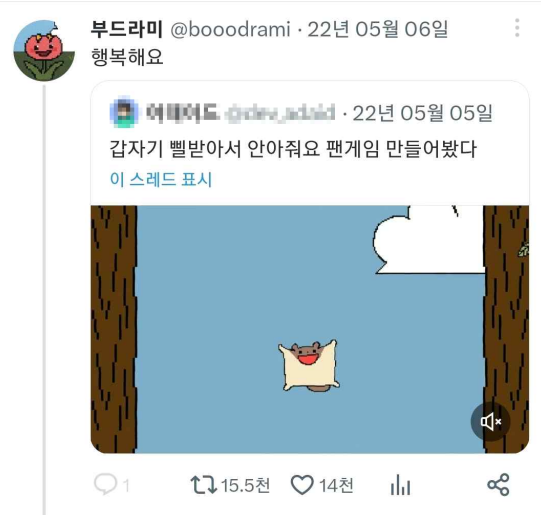 부드라미 @booodrami · 22년 05월 06일
행복해요
· 22년 05월 05일
갑자기 삘받아서 안아줘요 팬게임 만들어봤다
이 스레드 표시
1 15.5천 14천